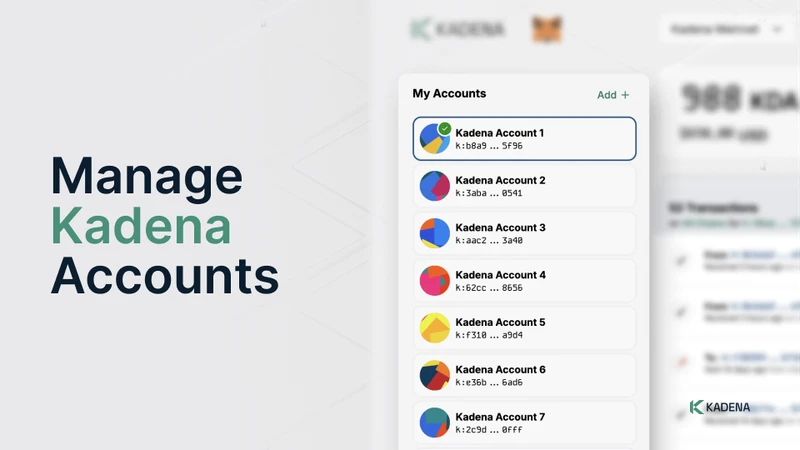 Manage
Kadena
Accounts
KADENA
Kadena Mainnet
My Accounts
Add +
Kadena Account 1
k:b8a9 ... 5f96
Kadena Account 2
k:3aba ... 0541
Kadena Account 3
k:aac2 ... 3a40
Kadena Account 4
k:62cc ... 8656
Kadena Account 5
k:f310 ... a9d4
Kadena Account 6
k:e36b ... 6ad6
Kadena Account 7
k:2c9d ... 0fff
988 KDA
Transactions
KADENA